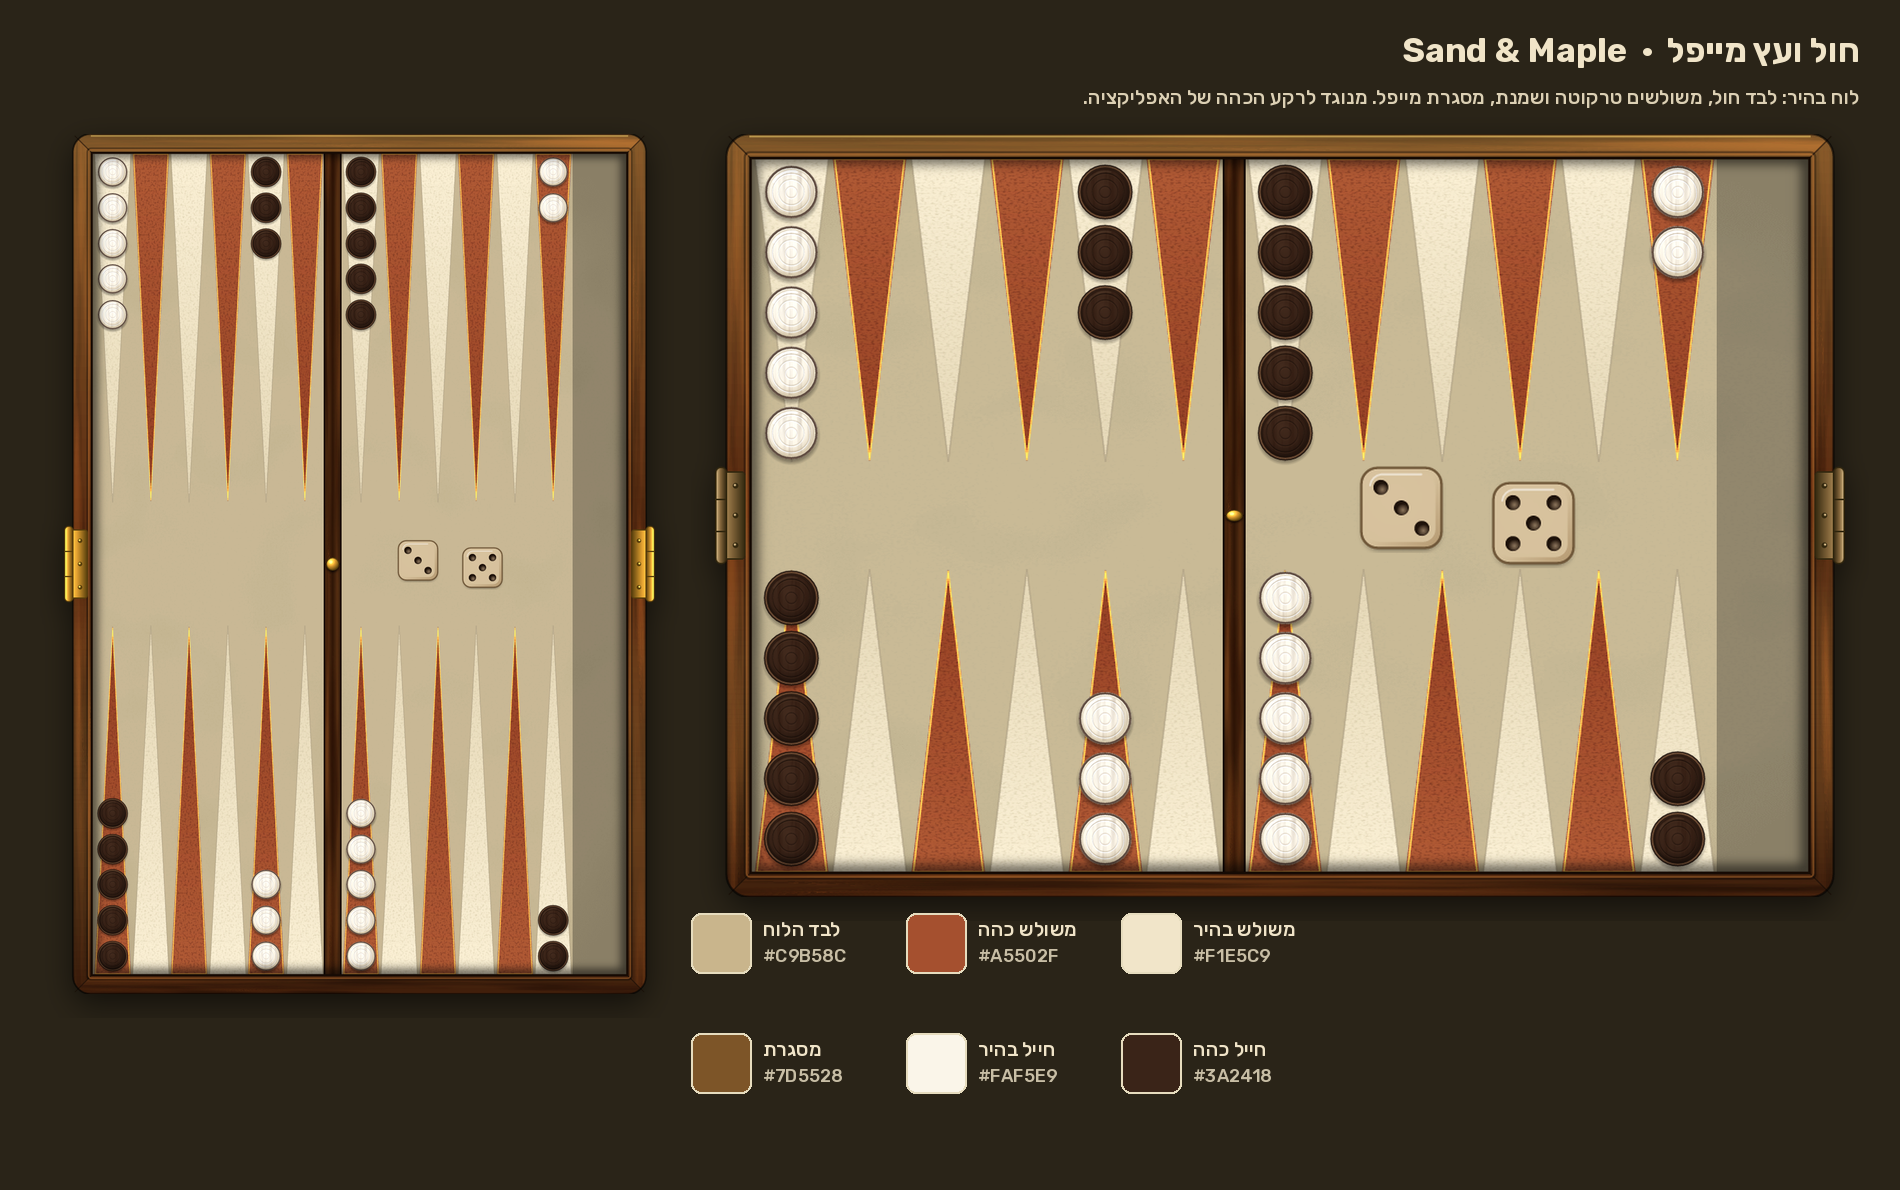 חול ועץ מייפל • Sand & Maple
לוח בהיר: לבד חול, משולשים טרקוטה ושמנת, מסגרת מייפל. מנוגד לרקע הכהה של האפליקציה.
לבד הלוח
#C9B58C
משולש כהה
#A5502F
משולש בהיר
#F1E5C9
מסגרת
#7D5528
חייל בהיר
#FAF5E9
חייל כהה
#3A2418